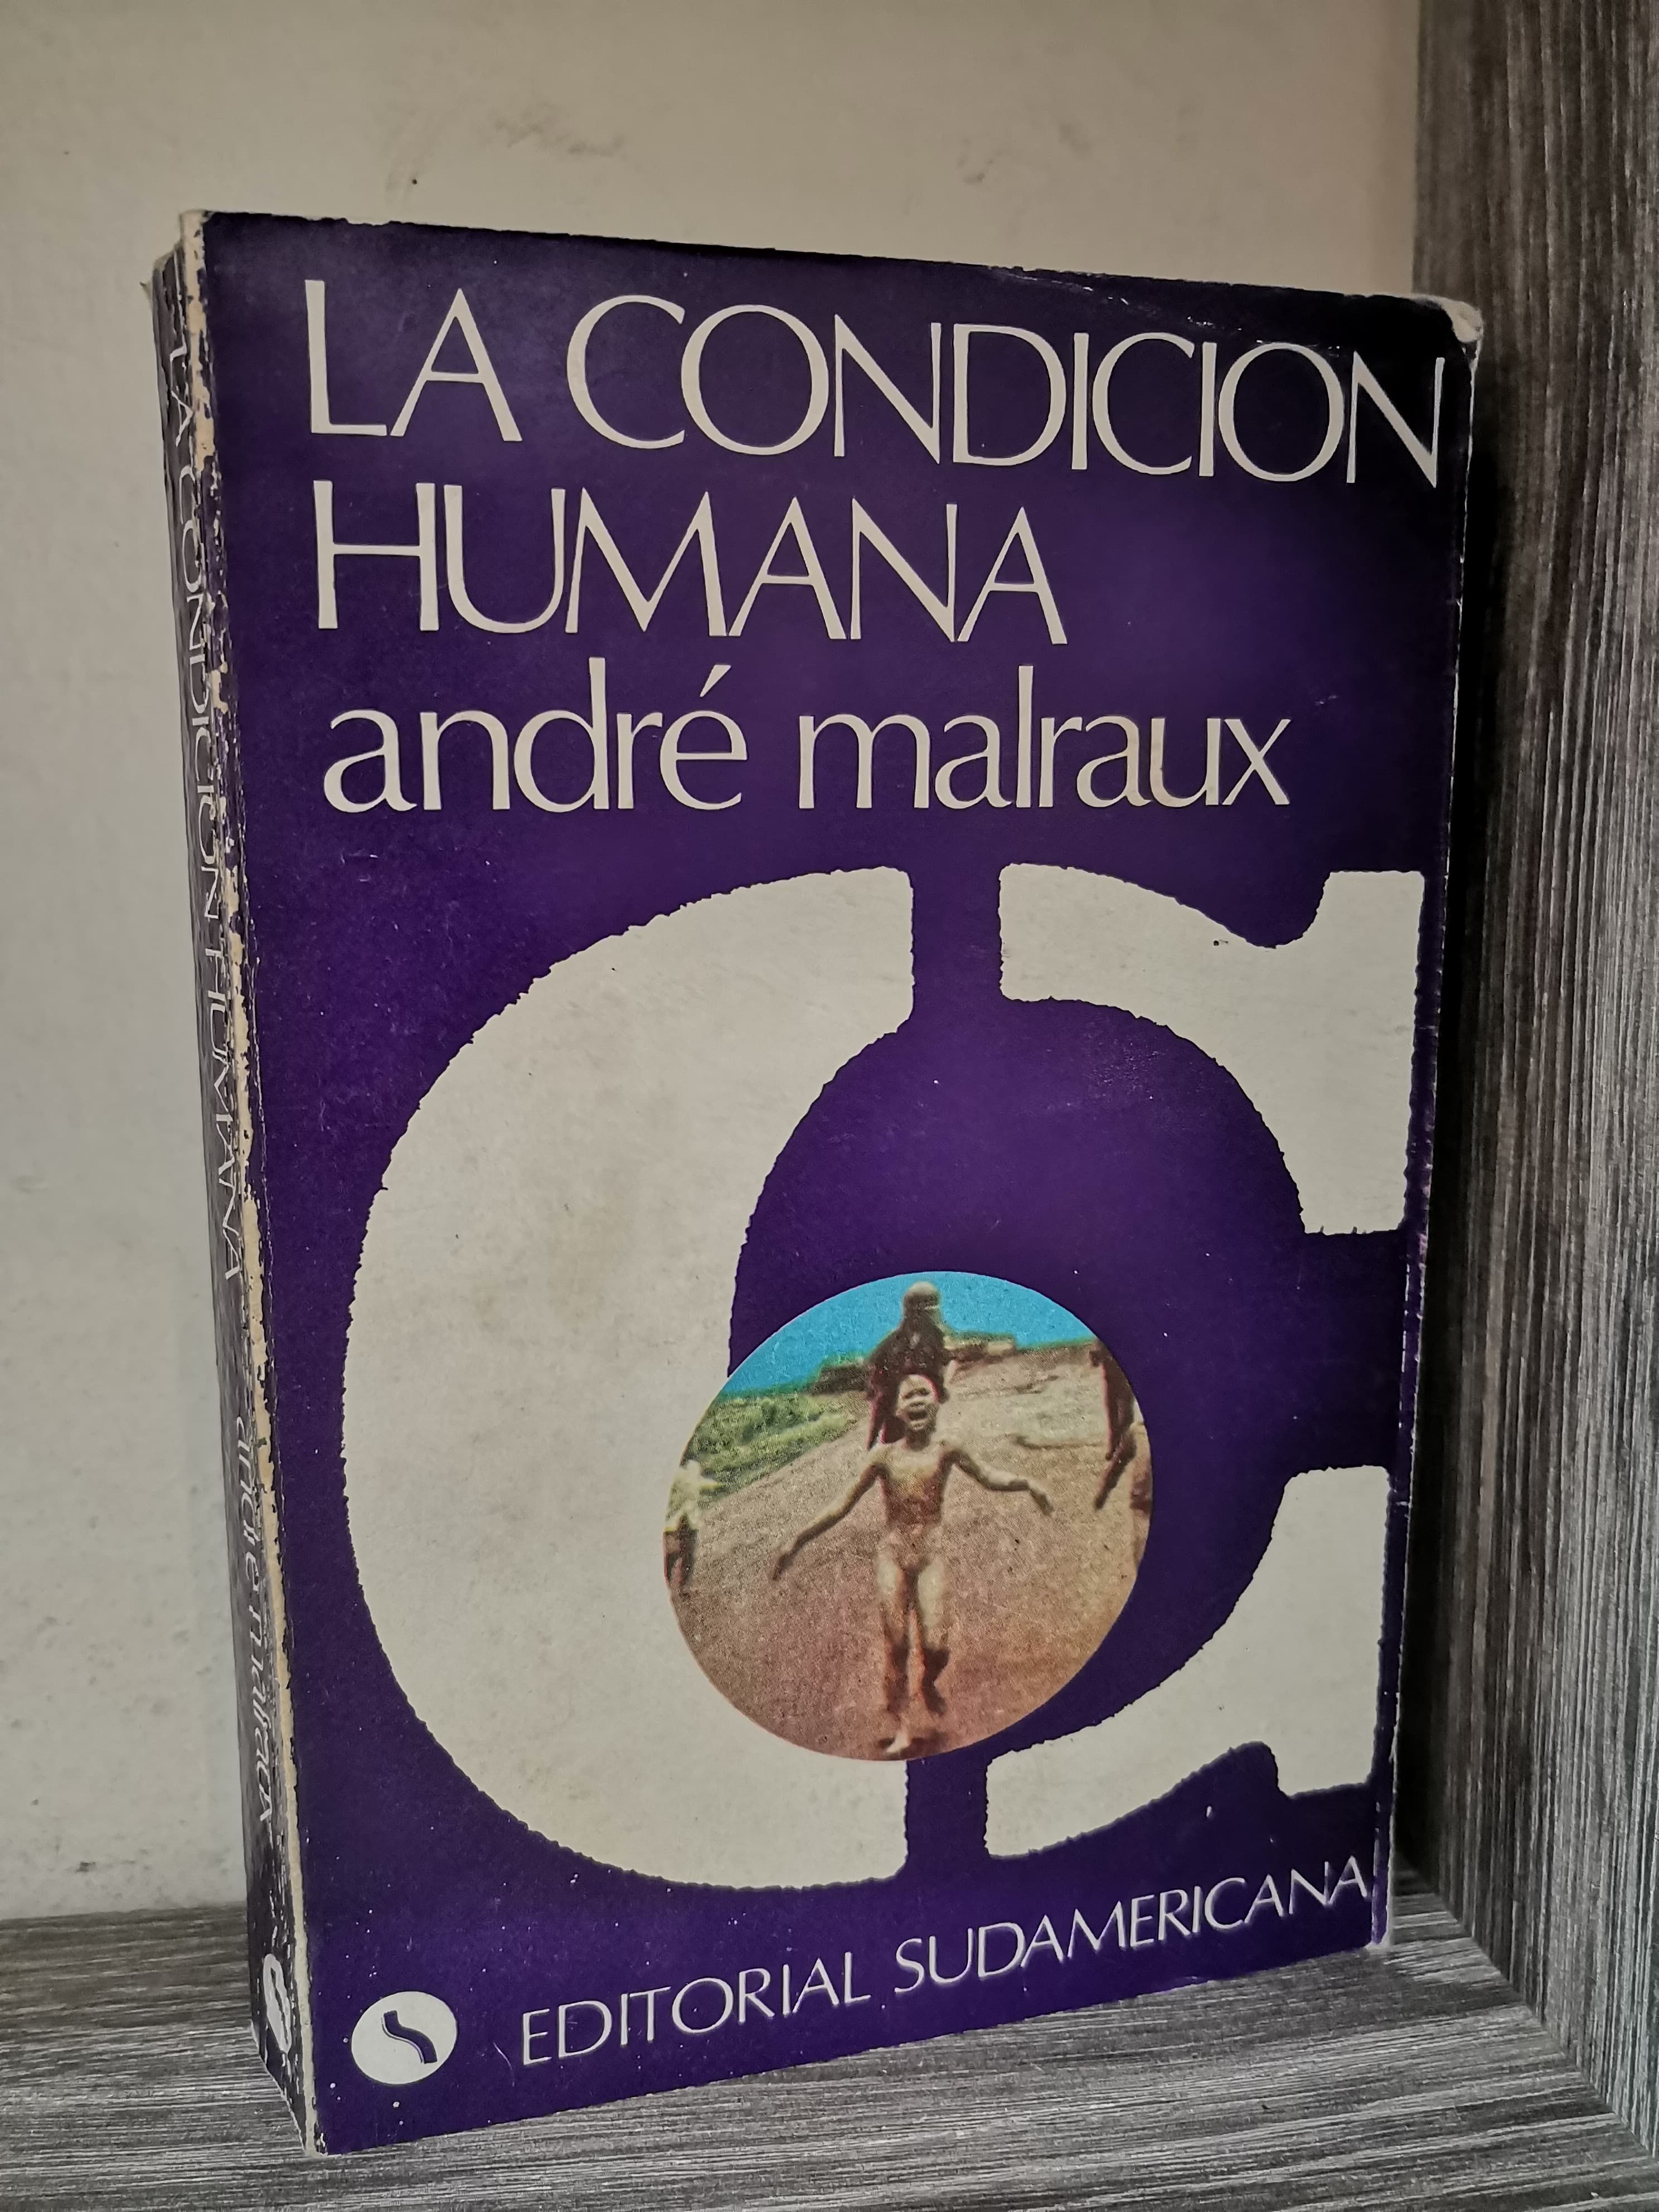 LA CONDICION
HUMANA
andré malraux
EDITORIAL SUDAMERICANA
LA CONDICION HUMANA andré malraux